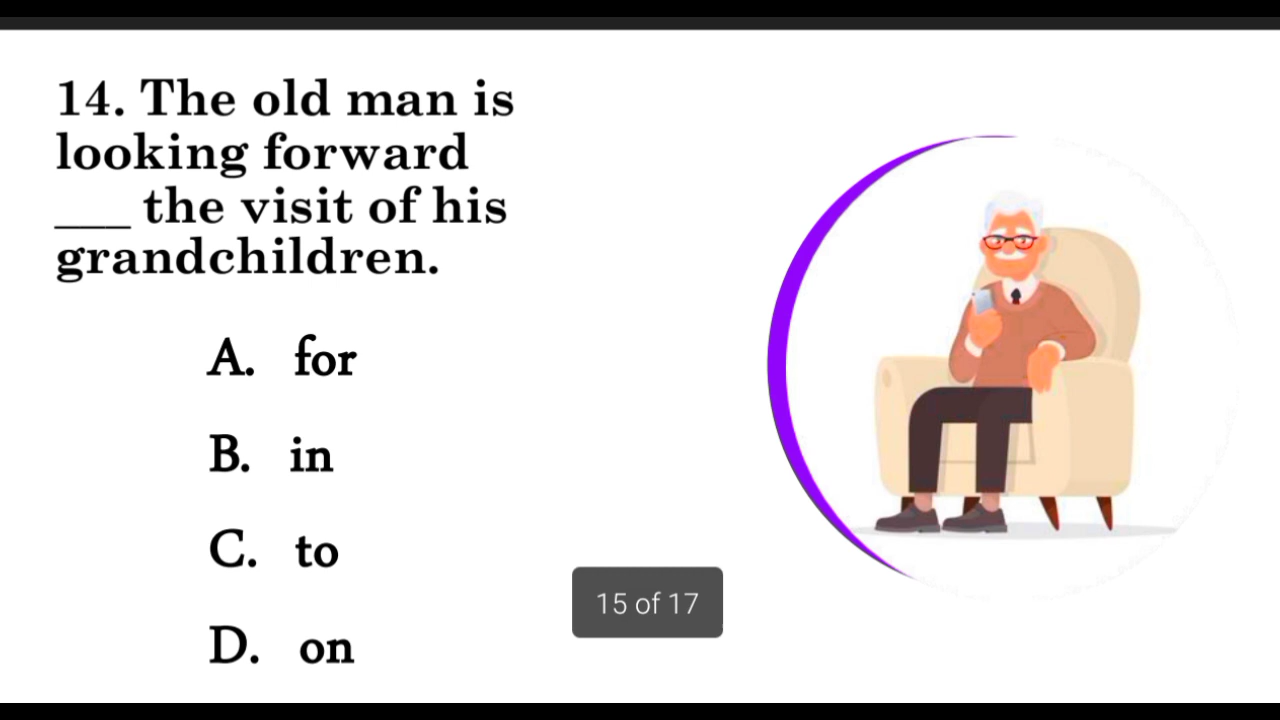 14. The old man is
looking forward
___ the visit of his
grandchildren.
A. for
B. in
C. to
D. on
15 of 17